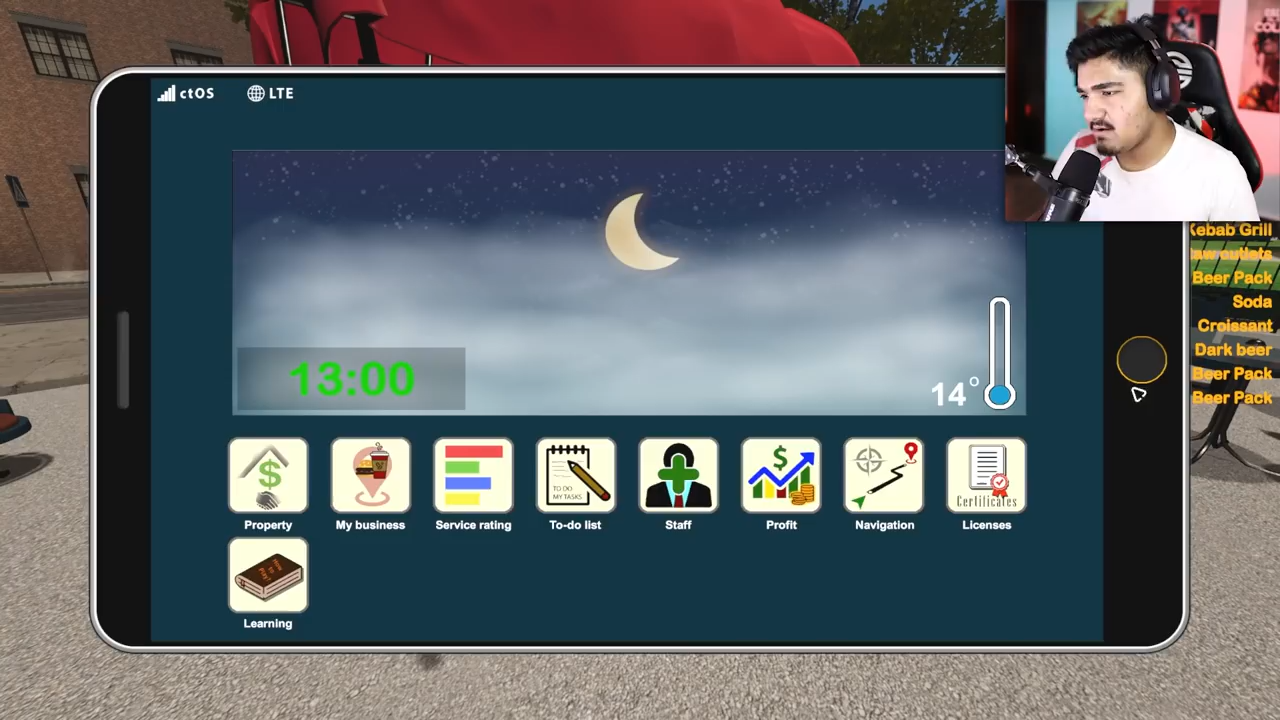 ctOS LTE
Kebab Grill
Beer Pack
Soda
Croissant
Dark beer
Beer Pack
Beer Pack
13:00
14°
TO DO
MY TASKS
Certificates
Property My business Service rating To-do list Staff Profit Navigation Licenses
Learning